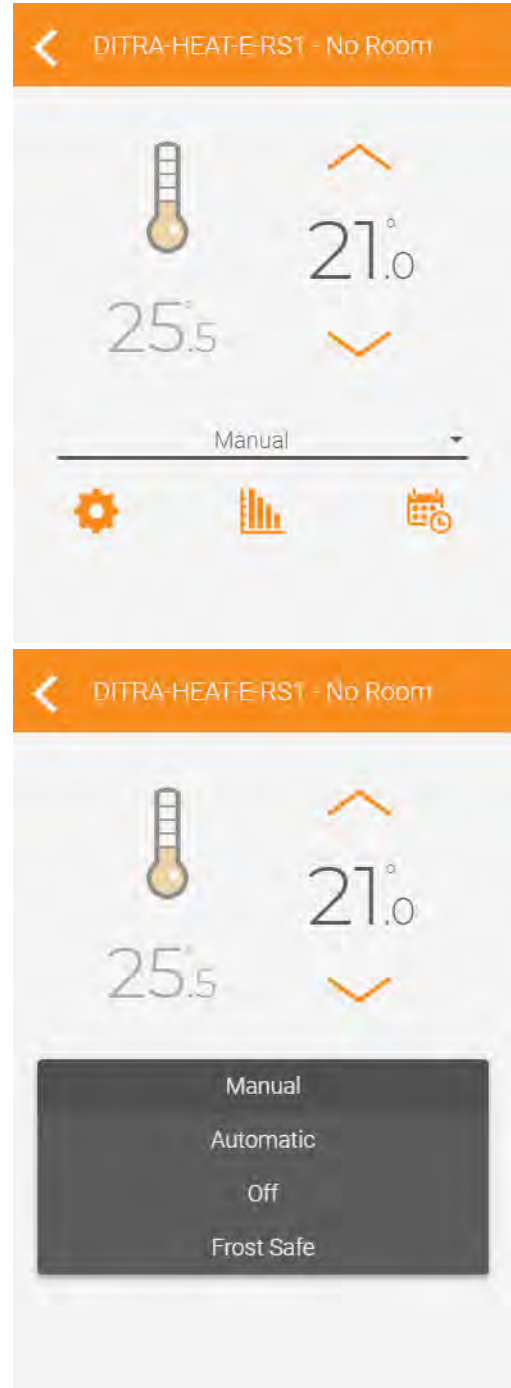 DITRA-HEAT-E-RS1 - No Room
21°.0
25°.5
Manual
DITRA-HEAT-E-RS1 - No Room
21°.0
25°.5
Manual
Automatic
Off
Frost Safe